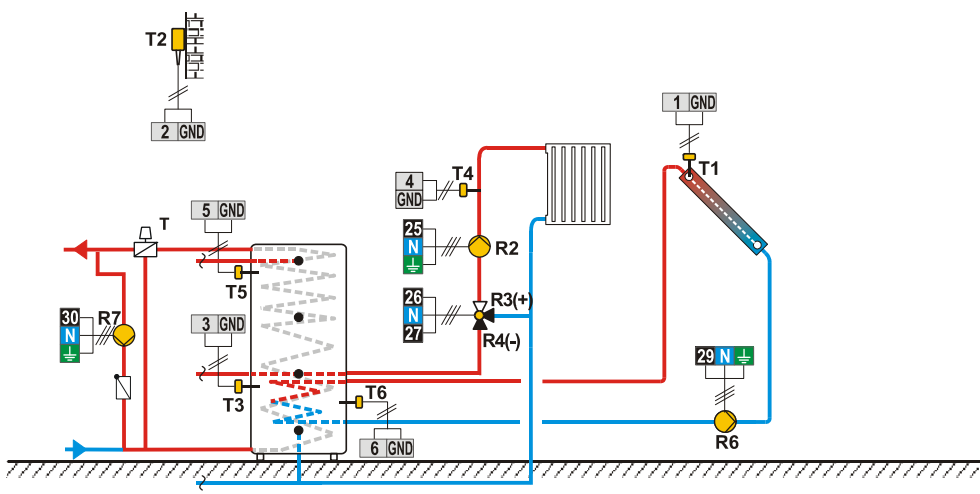 T2
2 GND
1 GND
T1
T4
4
GND
5 GND
T
25
N
R2
T5
26
N
27
R3(+)
R4(-)
30
N
R7
3 GND
29 N
T3
T6
R6
6 GND